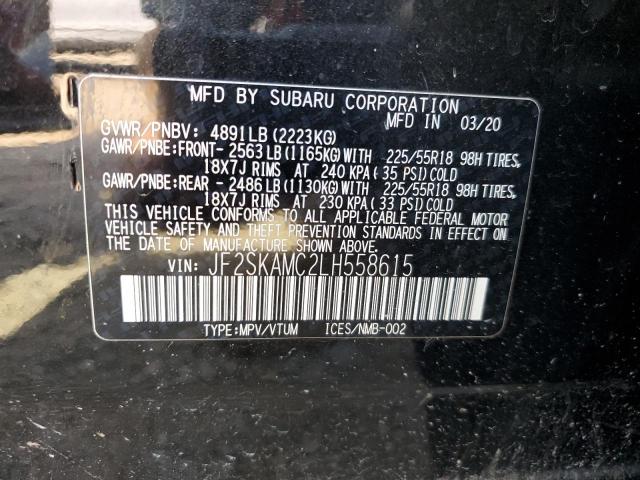 MFD BY SUBARU CORPORATION
MFD IN 03/20
GVWR/PNBV: 4891LB(2223KG)
GAWR/PNBE:FRONT- 2563LB(1165KG)WITH 225/55R18 98H TIRES,
18X7J RIMS AT 240 KPA( 35 PSI)COLD
GAWR/PNBE:REAR - 2486LB(1130KG)WITH 225/55R18 98H TIRES,
18X7J RIMS AT 230 KPA( 33 PSI)COLD
THIS VEHICLE CONFORMS TO ALL APPLICABLE FEDERAL MOTOR
VEHICLE SAFETY AND THEFT PREVENTION STANDARDS IN EFFECT ON
THE DATE OF MANUFACTURE SHOWN ABOVE.
VIN: JF2SKAMC2LH558615
TYPE:MPV/VTUM ICES/NMB-002